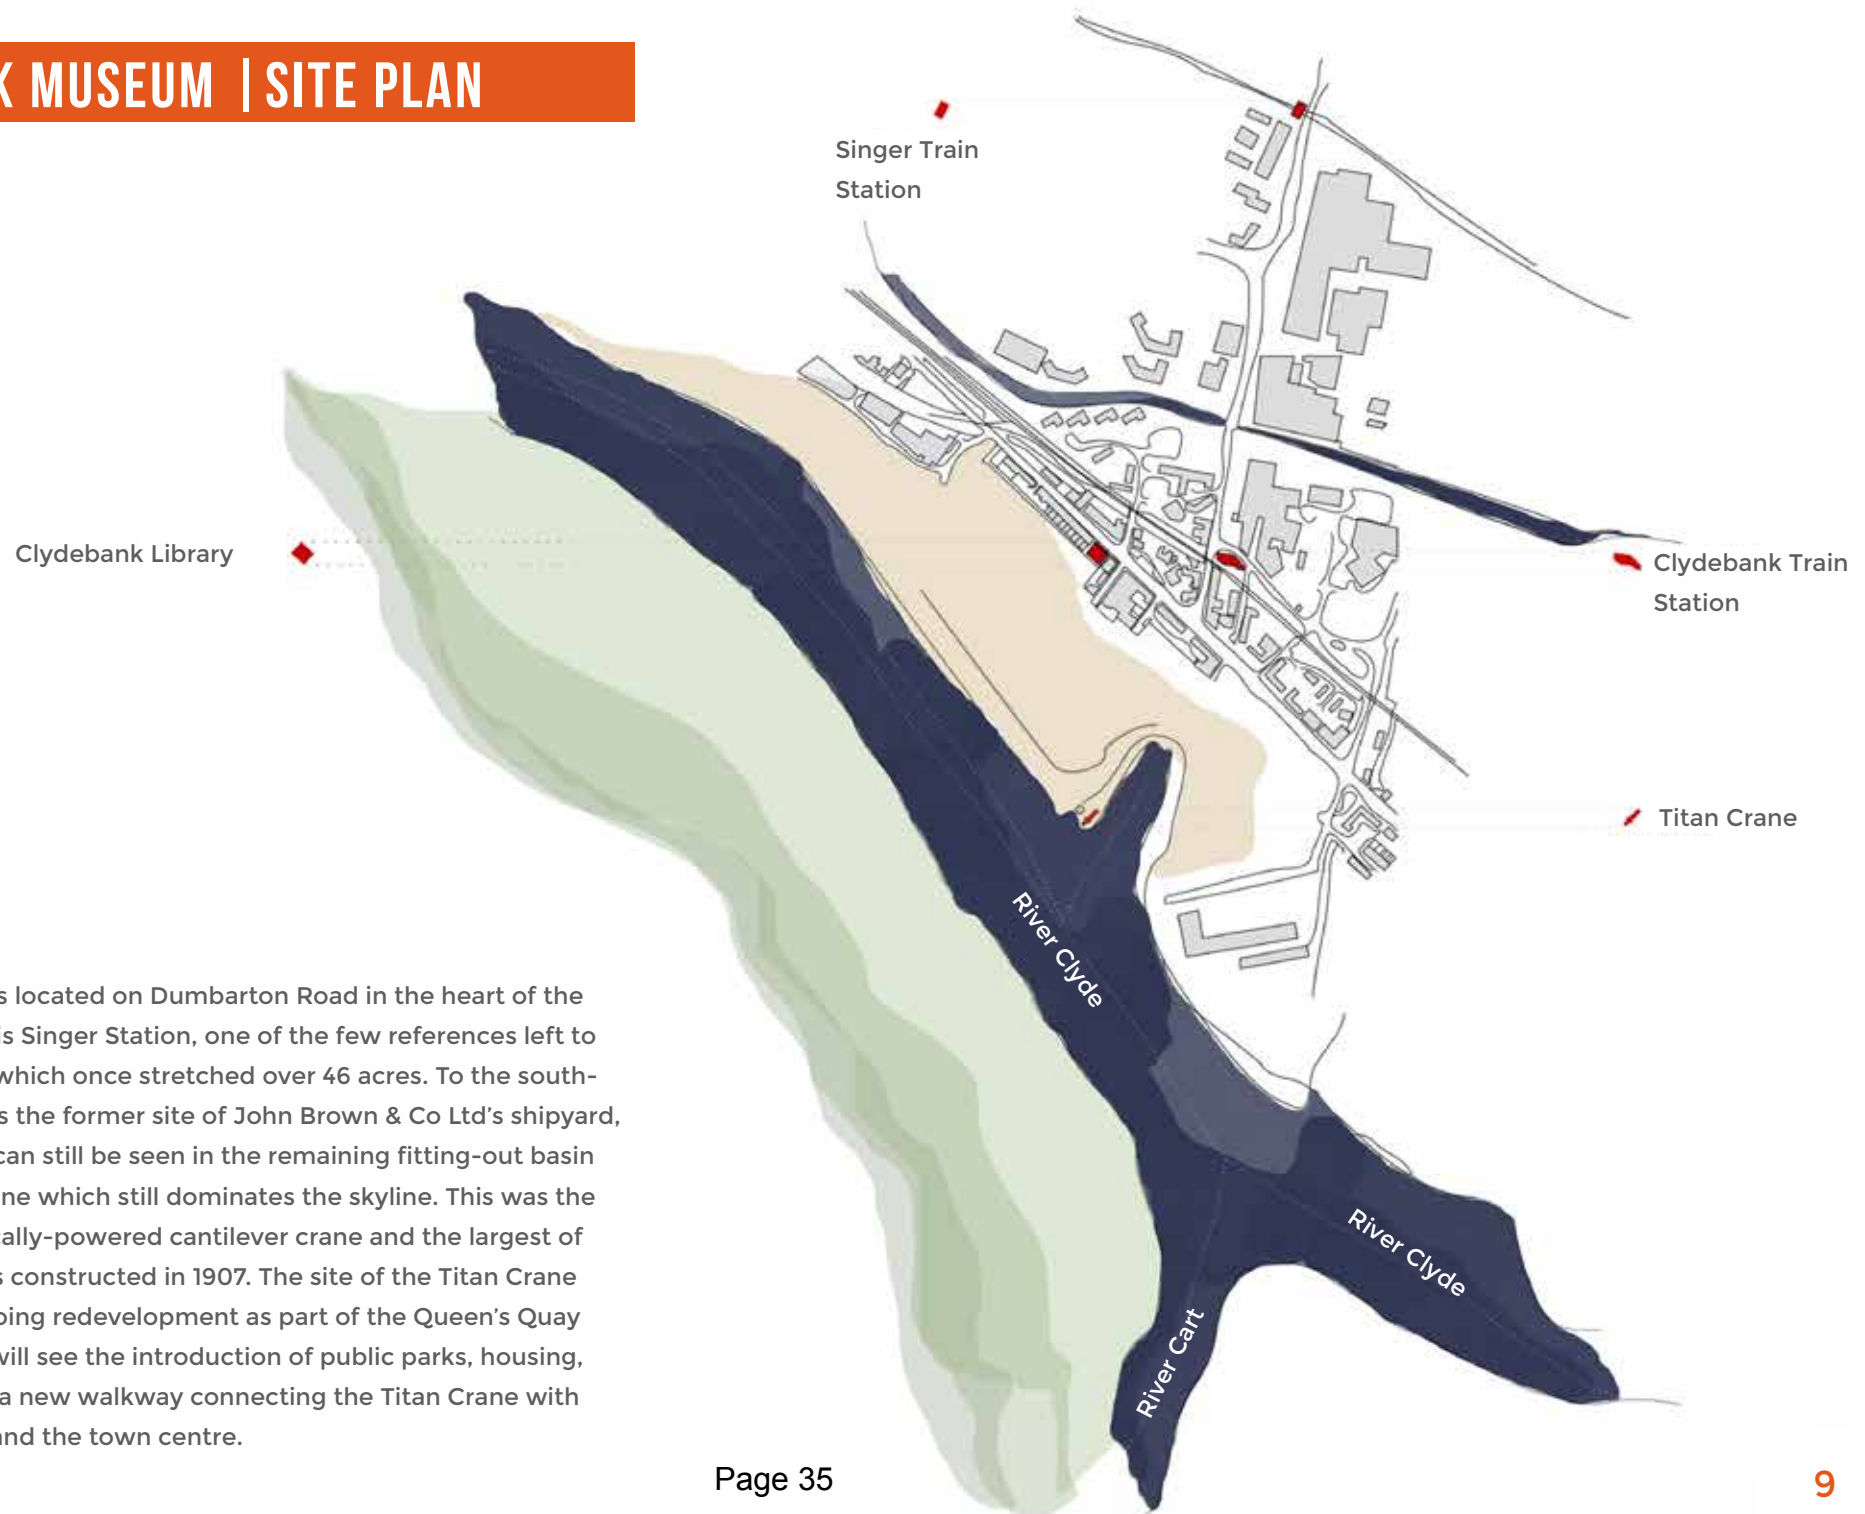 K MUSEUM | SITE PLAN
Singer Train
Station
Clydebank Library
Clydebank Train
Station
Titan Crane
River Clyde
River Clyde
River Cart
s located on Dumbarton Road in the heart of the
is Singer Station, one of the few references left to
which once stretched over 46 acres. To the south-
s the former site of John Brown & Co Ltd's shipyard,
can still be seen in the remaining fitting-out basin
ne which still dominates the skyline. This was the
ally-powered cantilever crane and the largest of
s constructed in 1907. The site of the Titan Crane
oing redevelopment as part of the Queen's Quay
will see the introduction of public parks, housing,
a new walkway connecting the Titan Crane with
and the town centre.
Page 35
9